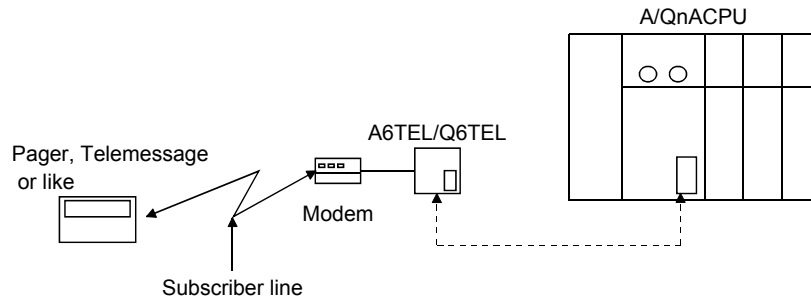 A/QnACPU
A6TEL/Q6TEL
Pager, Telemessage
or like
Modem
Subscriber line